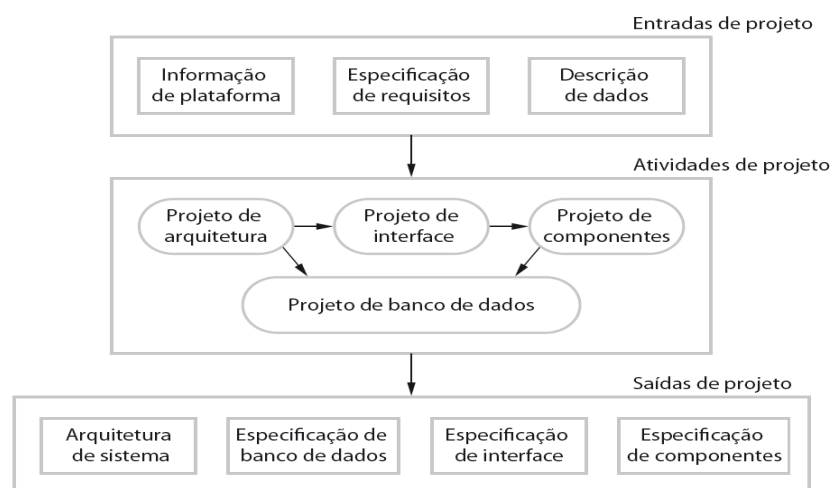 Entradas de projeto
Informação
de plataforma
Especificação
de requisitos
Descrição
de dados
Atividades de projeto
Projeto de
arquitetura
Projeto de
interface
Projeto de
componentes
Projeto de banco de dados
Saídas de projeto
Arquitetura
de sistema
Especificação de
banco de dados
Especificação
de interface
Especificação
de componentes